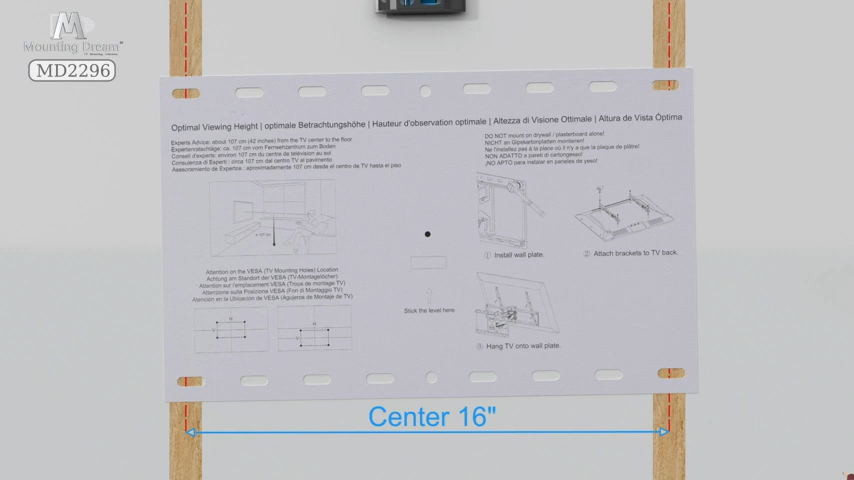 M
Mounting Dream
MD2296
Optimal Viewing Height | optimale Betrachtungshöhe | Hauteur d'observation optimale | Altezza di Visione Ottimale | Altura de Vista Óptima
Experts Advice: about 107 cm (42 inches) from the TV center to the floor
Expertenratschläge: ca. 107 cm vom Fernsehzentrum zum Boden
Conseil d'experts: environ 107 cm du centre de télévision au sol
Consulenza di Esperti : circa 107 cm dal centro TV al pavimento
Asesoramiento de Expertos : aproximadamente 107 cm desde el centro de TV hasta el piso
DO NOT mount on drywall / plasterboard alone!
NICHT an Gipskartonplatten montieren!
Ne l'installez pas à la place où il n'y a que la plaque de plâtre!
NON ADATTO a pareti di cartongesso!
¡NO APTO para instalar en paneles de yeso!
① Install wall plate.
② Attach brackets to TV back.
Attention on the VESA (TV Mounting Holes) Location
Achtung am Standort der VESA (TV-Montagelöcher)
Attention sur l'emplacement VESA (Trous de montage TV)
Attenzione sulla Posizione VESA (Fori di Montaggio TV)
Atención en la Ubicación de VESA (Agujeros de Montaje de TV)
Stick the level here
③ Hang TV onto wall plate.
Center 16"